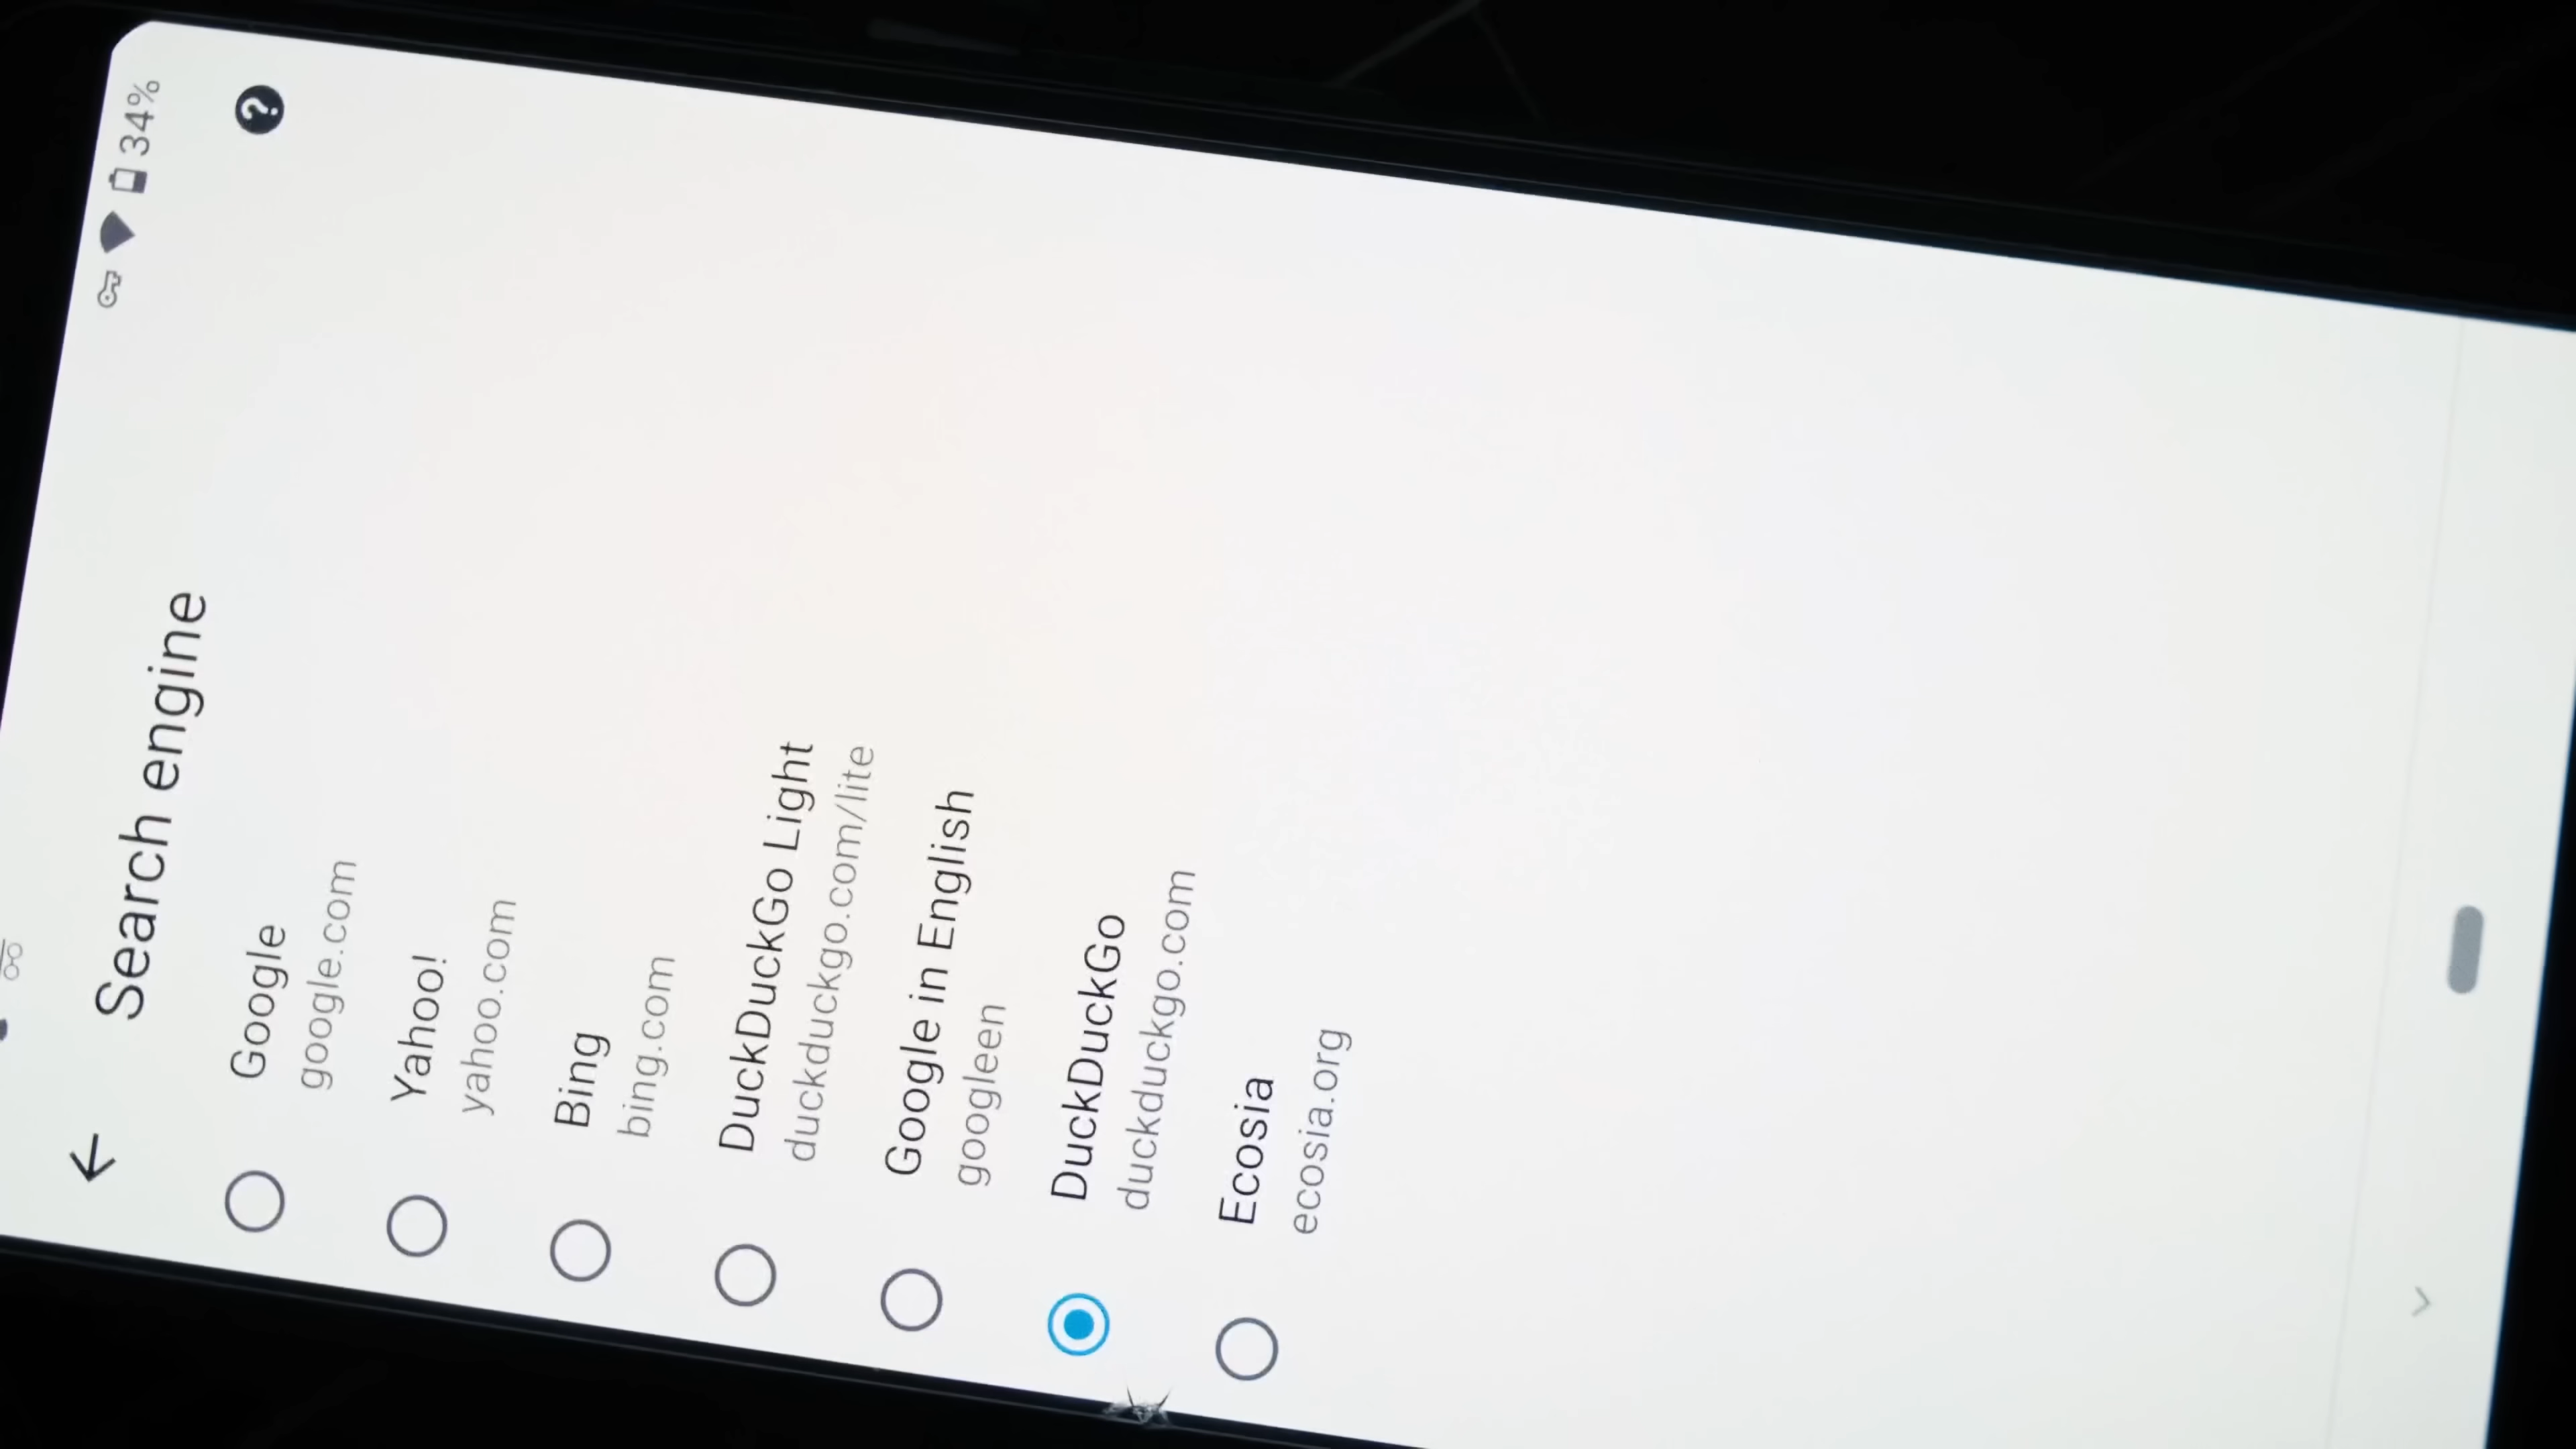 34%
Search engine
Google
google.com
Yahoo!
yahoo.com
Bing
bing.com
DuckDuckGo Light
duckduckgo.com/lite
Google in English
googleen
DuckDuckGo
duckduckgo.com
Ecosia
ecosia.org